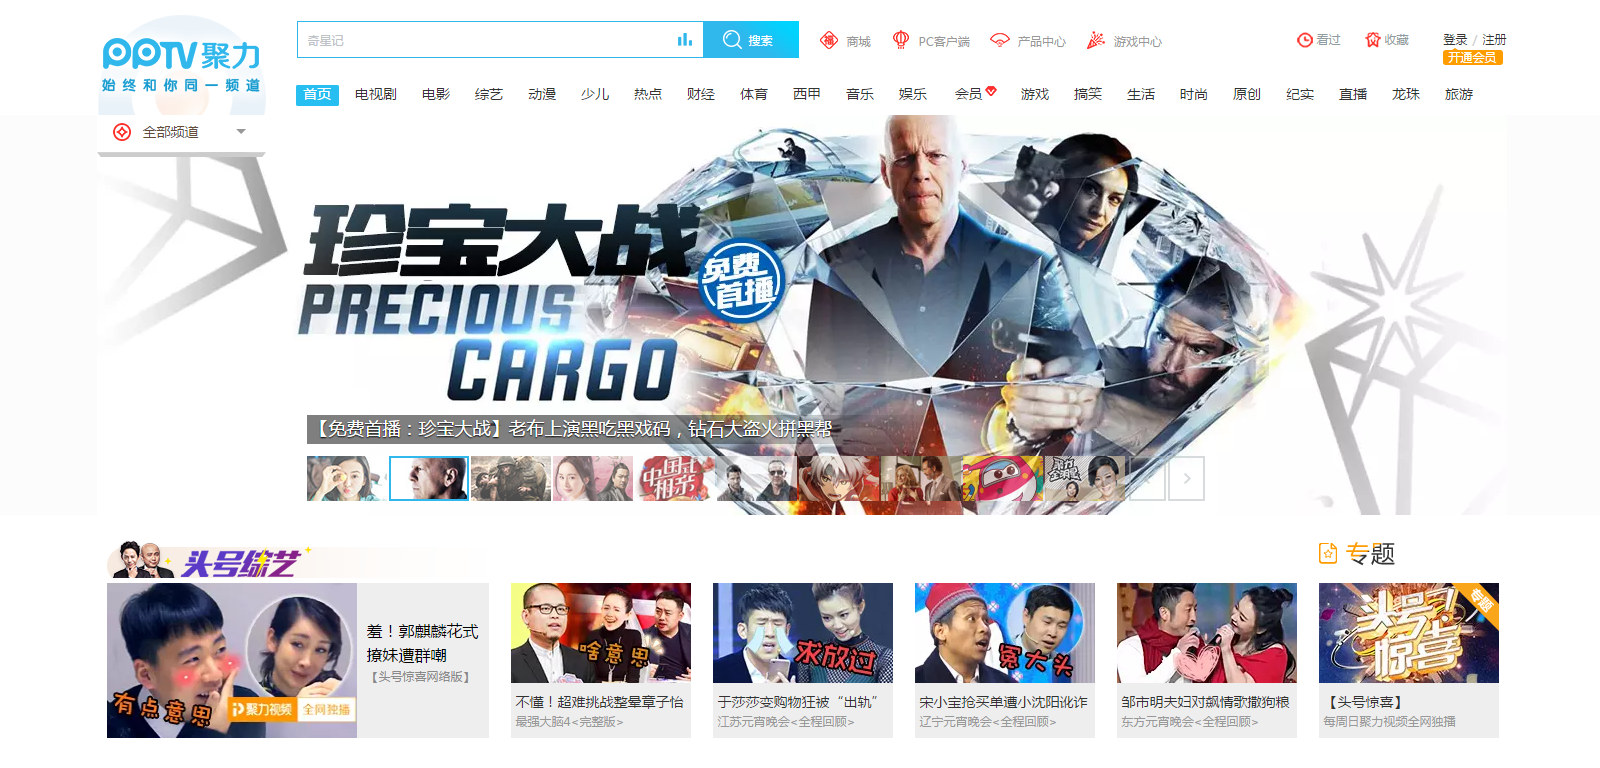 PPTV聚力
始终和你同一频道
奇星记
搜索
商城
PC客户端
产品中心
游戏中心
看过
收藏
登录 / 注册
开通会员
首页 电视剧 电影 综艺 动漫 少儿 热点 财经 体育 西甲 音乐 娱乐 会员 游戏 搞笑 生活 时尚 原创 纪实 直播 龙珠 旅游
全部频道
珍宝大战
免费
首播
PRECIOUS
CARGO
【免费首播：珍宝大战】老布上演黑吃黑戏码，钻石大盗火拼黑帮
中国式
相亲
头号综艺
专题
有点意思
聚力视频 全网独播
羞！郭麒麟花式
撩妹遭群嘲
【头号惊喜网络版】
啥意思
不懂！超难挑战整晕章子怡
最强大脑4<完整版>
求放过
于莎莎变购物狂被“出轨”
江苏元宵晚会<全程回顾>
冤大头
宋小宝抢买单遭小沈阳讹诈
辽宁元宵晚会<全程回顾>
邹市明夫妇对飙情歌撒狗粮
东方元宵晚会<全程回顾>
专题
头号
惊喜
【头号惊喜】
每周日聚力视频全网独播